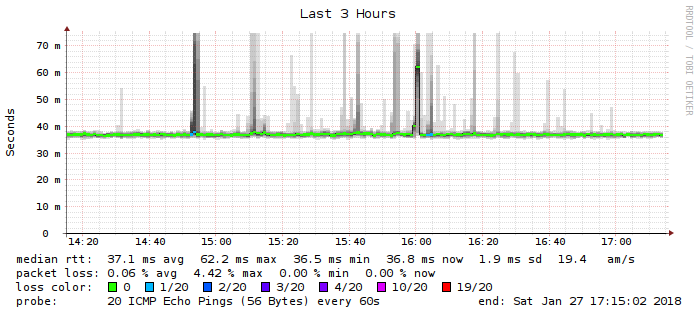 Last 3 Hours
RRDTOOL / TOBI OETIKER
Seconds
70 m
60 m
50 m
40 m
30 m
20 m
10 m
0
14:20 14:40 15:00 15:20 15:40 16:00 16:20 16:40 17:00
median rtt: 37.1 ms avg 62.2 ms max 36.5 ms min 36.8 ms now 1.9 ms sd 19.4 am/s
packet loss: 0.06 % avg 4.42 % max 0.00 % min 0.00 % now
loss color: 0 1/20 2/20 3/20 4/20 10/20 19/20
probe: 20 ICMP Echo Pings (56 Bytes) every 60s end: Sat Jan 27 17:15:02 2018